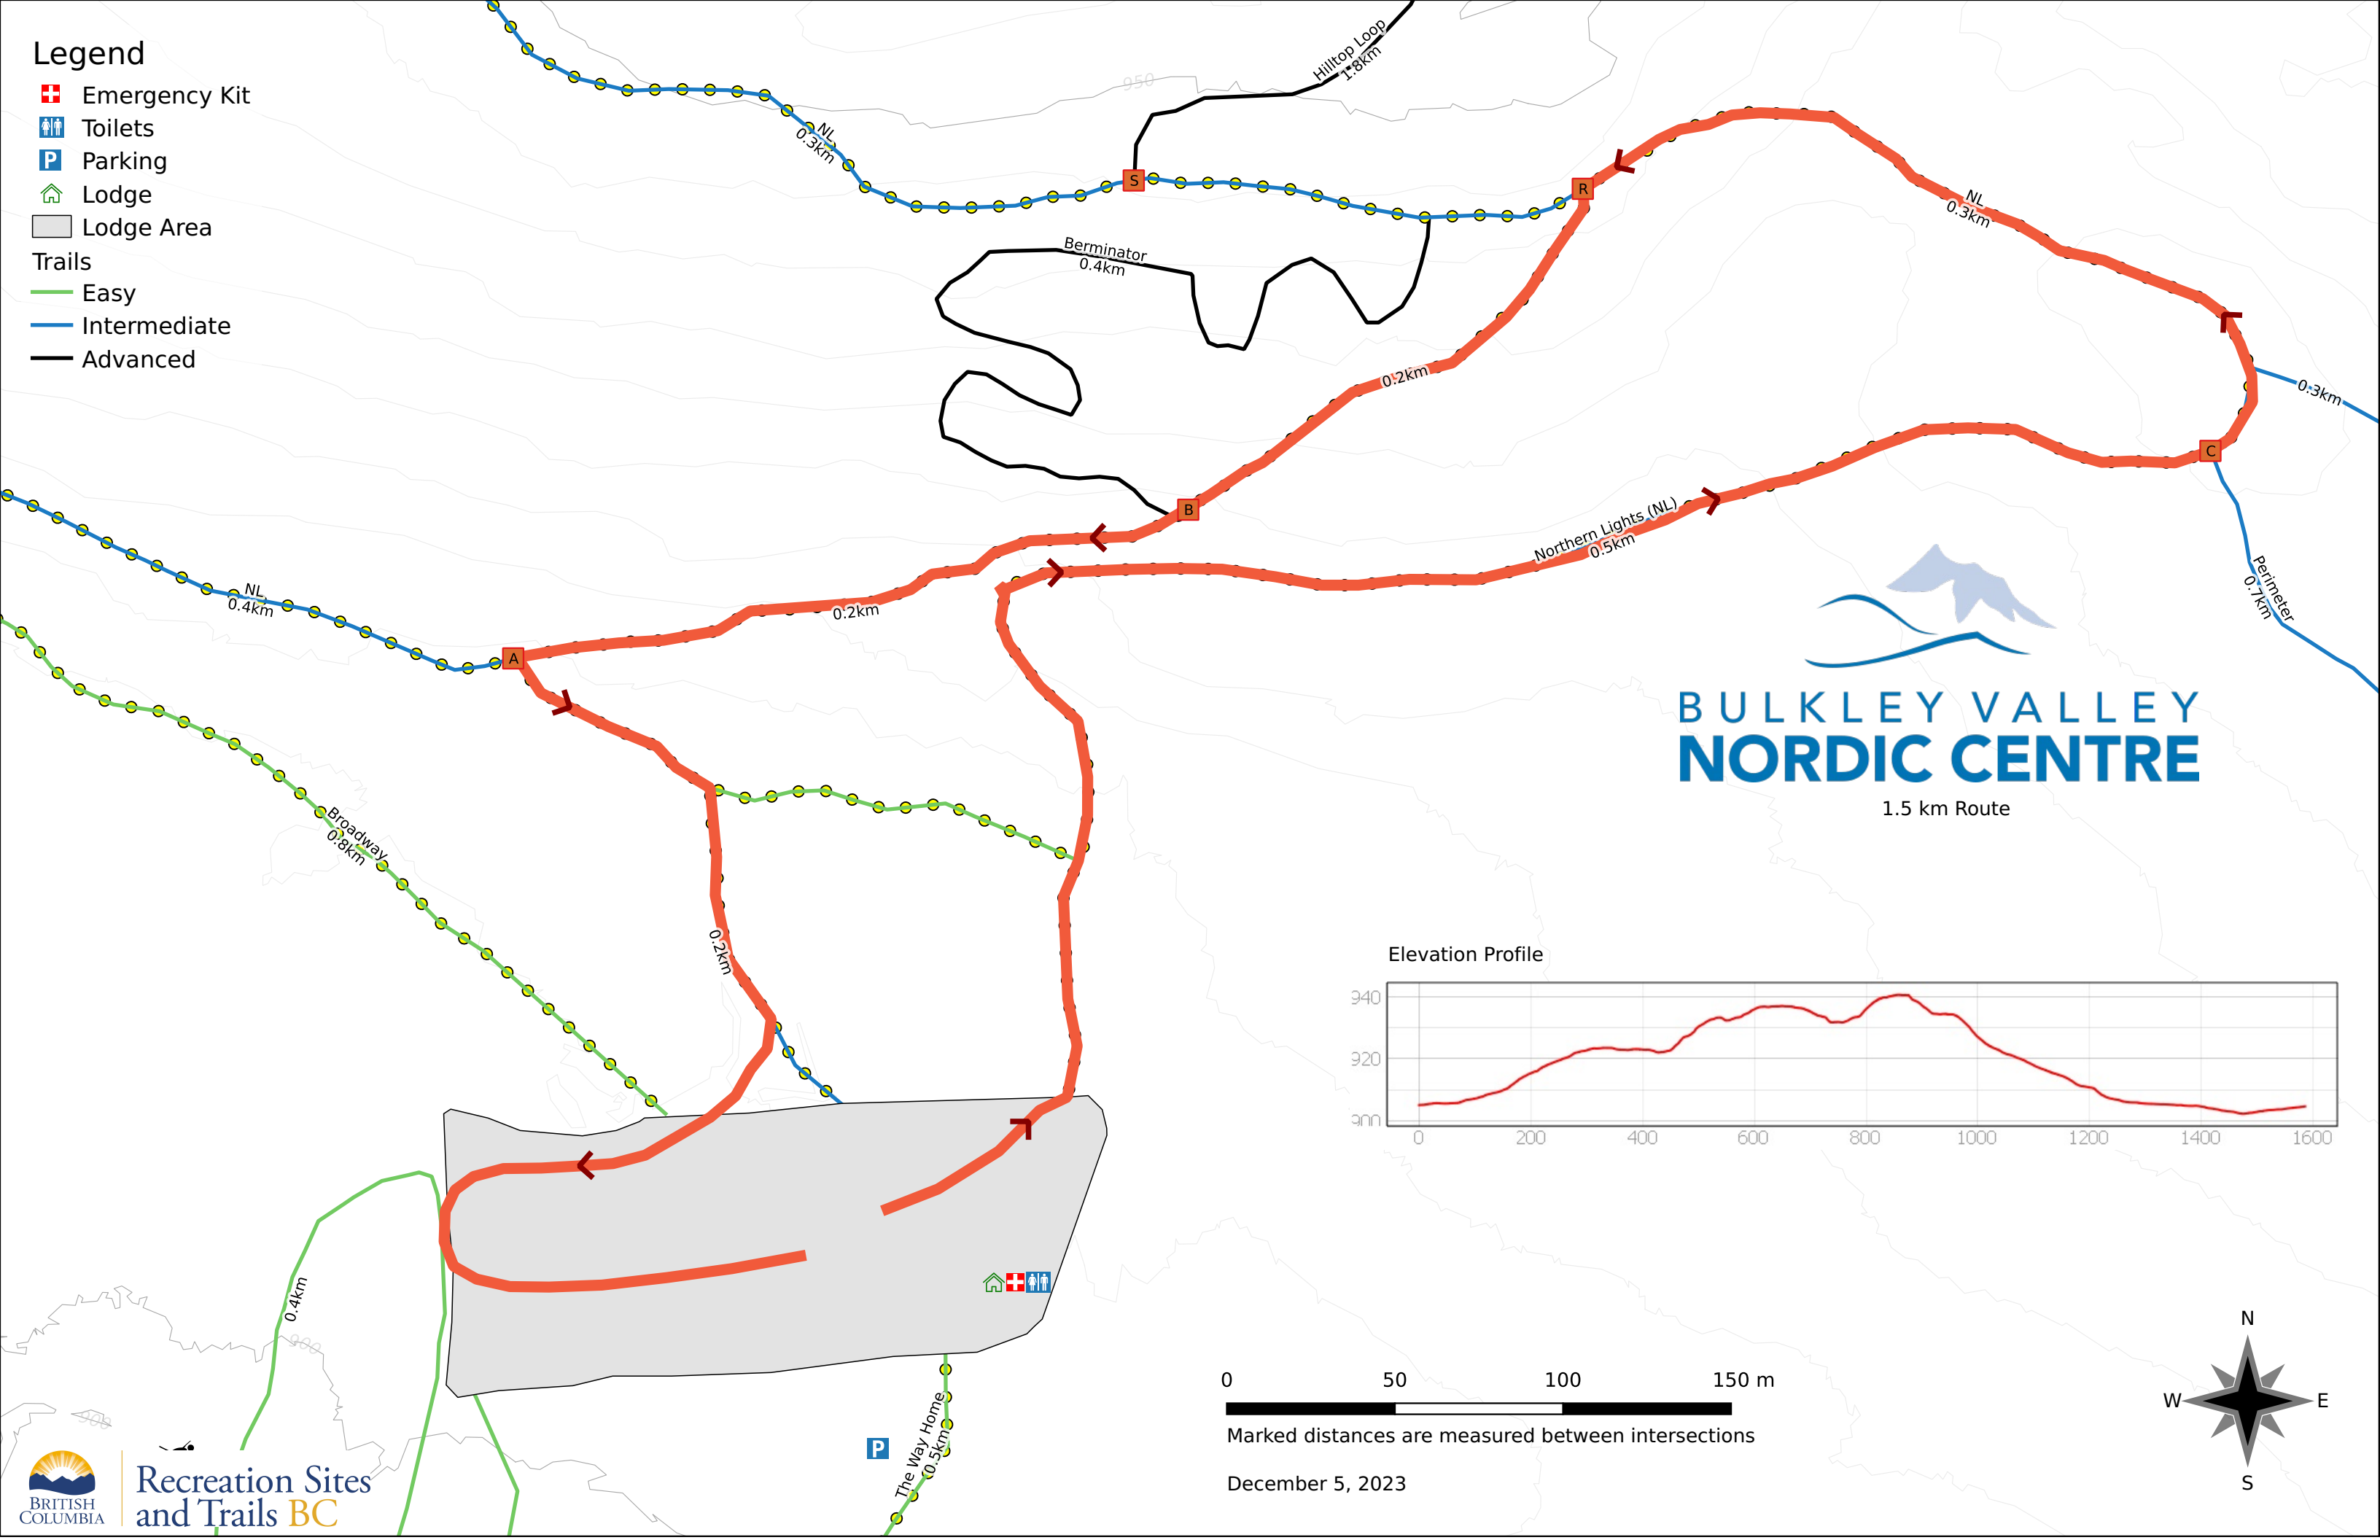 Legend
Emergency Kit
Toilets
P
Parking
Lodge
Lodge Area
Trails
Easy
Intermediate
Advanced
950
Hilltop Loop
1.8km
NL
0.3km
S
R
NL
0.3km
Berminator
0.4km
0.2km
0.3km
C
B
Northern Lights (NL)
0.5km
Perimeter
0.7km
NL
0.4km
0.2km
A
BULKLEY VALLEY
NORDIC CENTRE
1.5 km Route
Broadway
0.8km
0.2km
Elevation Profile
940
920
900
0 200 400 600 800 1000 1200 1400 1600
0.4km
900
900
The Way Home
0.5km
P
0 50 100 150 m
Marked distances are measured between intersections
December 5, 2023
N
W
E
S
BRITISH
COLUMBIA
Recreation Sites
and Trails BC